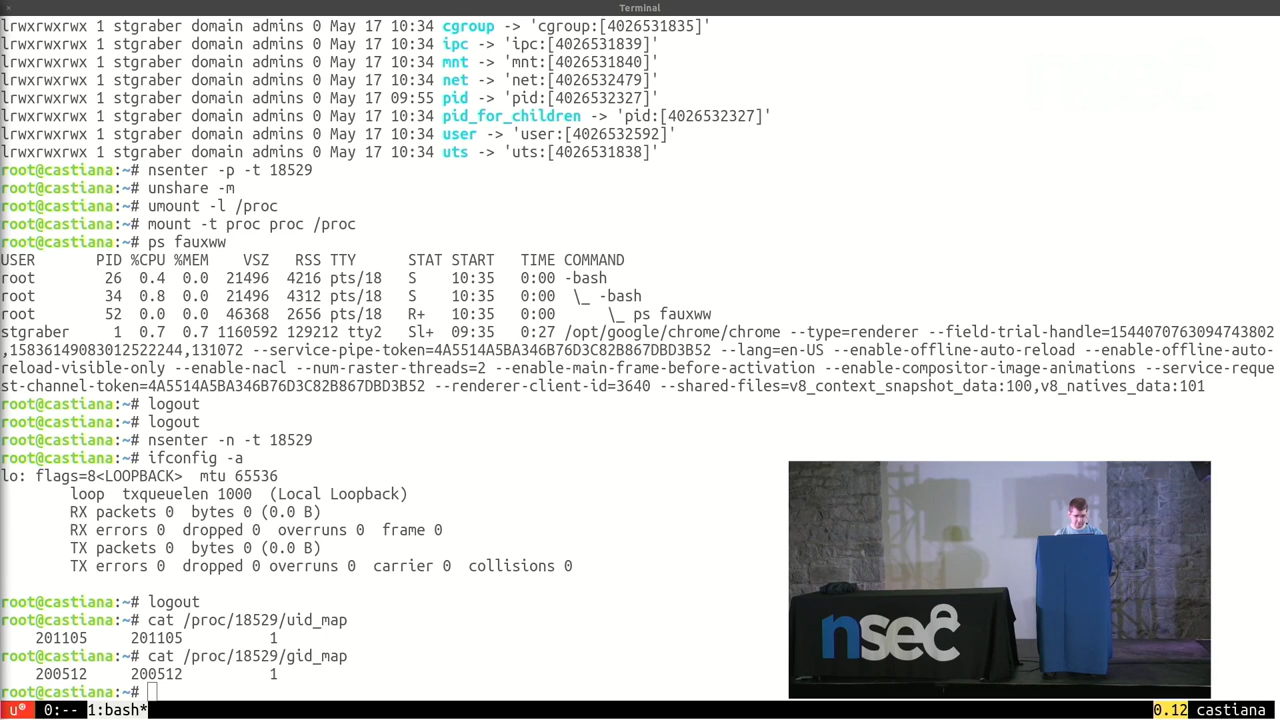 Terminal
lrwxrwxrwx 1 stgraber domain admins 0 May 17 10:34 cgroup -> 'cgroup:[4026531835]'
lrwxrwxrwx 1 stgraber domain admins 0 May 17 10:34 ipc -> 'ipc:[4026531839]'
lrwxrwxrwx 1 stgraber domain admins 0 May 17 10:34 mnt -> 'mnt:[4026531840]'
lrwxrwxrwx 1 stgraber domain admins 0 May 17 10:34 net -> 'net:[4026532479]'
lrwxrwxrwx 1 stgraber domain admins 0 May 17 09:55 pid -> 'pid:[4026532327]'
lrwxrwxrwx 1 stgraber domain admins 0 May 17 10:34 pid_for_children -> 'pid:[4026532327]'
lrwxrwxrwx 1 stgraber domain admins 0 May 17 10:34 user -> 'user:[4026532592]'
lrwxrwxrwx 1 stgraber domain admins 0 May 17 10:34 uts -> 'uts:[4026531838]'
root@castiana:~# nsenter -p -t 18529
root@castiana:~# unshare -m
root@castiana:~# umount -l /proc
root@castiana:~# mount -t proc proc /proc
root@castiana:~# ps fauxww
USER PID %CPU %MEM VSZ RSS TTY STAT START TIME COMMAND
root 26 0.4 0.0 21496 4216 pts/18 S 10:35 0:00 -bash
root 34 0.8 0.0 21496 4312 pts/18 S 10:35 0:00 \_ -bash
root 52 0.0 0.0 46368 2656 pts/18 R+ 10:35 0:00 \_ ps fauxww
stgraber 1 0.7 0.7 1160592 129212 tty2 Sl+ 09:35 0:27 /opt/google/chrome/chrome --type=renderer --field-trial-handle=1544070763094743802
,15836149083012522244,131072 --service-pipe-token=4A5514A5BA346B76D3C82B867DBD3B52 --lang=en-US --enable-offline-auto-reload --enable-offline-auto-
reload-visible-only --enable-nacl --num-raster-threads=2 --enable-main-frame-before-activation --enable-compositor-image-animations --service-reque
st-channel-token=4A5514A5BA346B76D3C82B867DBD3B52 --renderer-client-id=3640 --shared-files=v8_context_snapshot_data:100,v8_natives_data:101
root@castiana:~# logout
root@castiana:~# logout
root@castiana:~# nsenter -n -t 18529
root@castiana:~# ifconfig -a
lo: flags=8<LOOPBACK> mtu 65536
loop txqueuelen 1000 (Local Loopback)
RX packets 0 bytes 0 (0.0 B)
RX errors 0 dropped 0 overruns 0 frame 0
TX packets 0 bytes 0 (0.0 B)
TX errors 0 dropped 0 overruns 0 carrier 0 collisions 0
root@castiana:~# logout
root@castiana:~# cat /proc/18529/uid_map
201105 201105 1
root@castiana:~# cat /proc/18529/gid_map
200512 200512 1
root@castiana:~#
nsec
u 0:-- 1:bash* 0.12 castiana